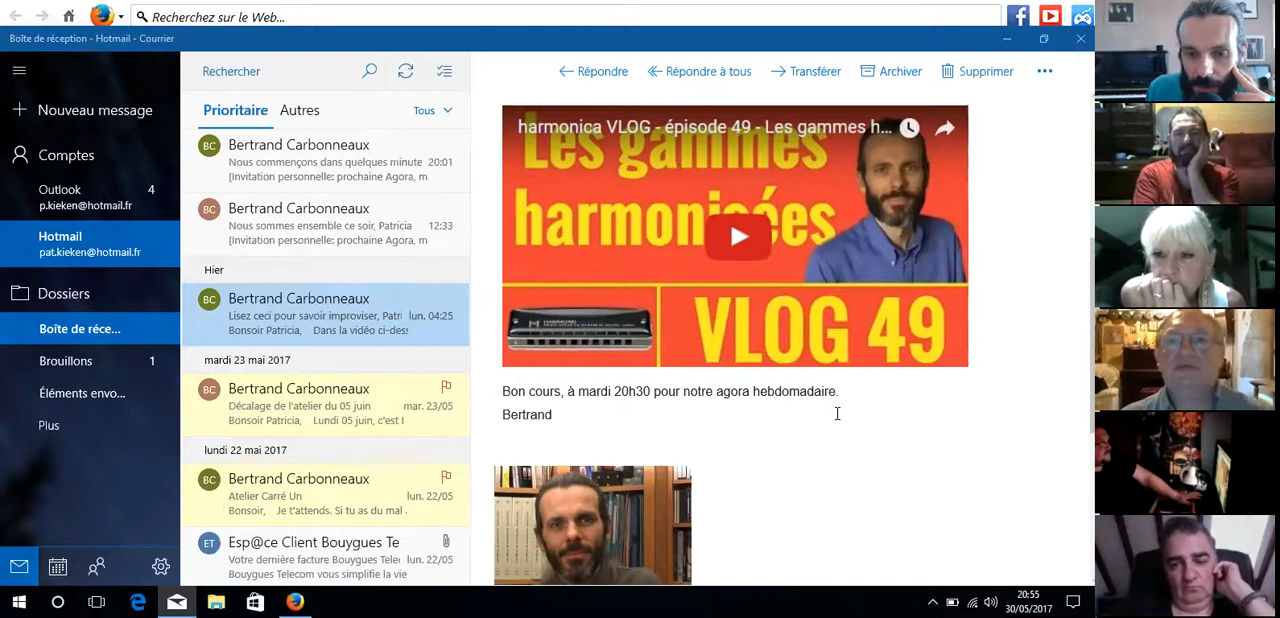 Recherchez sur le Web...
Boîte de réception - Hotmail - Courrier
Nouveau message
Comptes
Outlook 4
p.kieken@hotmail.fr
Hotmail
pat.kieken@hotmail.fr
Dossiers
Boîte de réce...
Brouillons 1
Éléments envo...
Plus
Rechercher
Prioritaire Autres Tous
BC Bertrand Carbonneaux
Nous commençons dans quelques minute 20:01
[Invitation personnelle: prochaine Agora, m
BC Bertrand Carbonneaux
Nous sommes ensemble ce soir, Patricia 12:33
[Invitation personnelle: prochaine Agora, m
Hier
BC Bertrand Carbonneaux
Lisez ceci pour savoir improviser, Patri lun. 04:25
Bonsoir Patricia, Dans la vidéo ci-dess
mardi 23 mai 2017
BC Bertrand Carbonneaux
Décalage de l'atelier du 05 juin mar. 23/05
Bonsoir Patricia, Lundi 05 juin, c'est l
lundi 22 mai 2017
BC Bertrand Carbonneaux
Atelier Carré Un lun. 22/05
Bonsoir, Je t'attends. Si tu as du mal
ET Esp@ce Client Bouygues Te
Votre dernière facture Bouygues Tele lun. 22/05
Bouygues Telecom vous simplifie la vie
Répondre Répondre à tous Transférer Archiver Supprimer
harmonica VLOG - épisode 49 - Les gammes h...
Les gammes
harmonisées
VLOG 49
Bon cours, à mardi 20h30 pour notre agora hebdomadaire.
Bertrand
20:55
30/05/2017